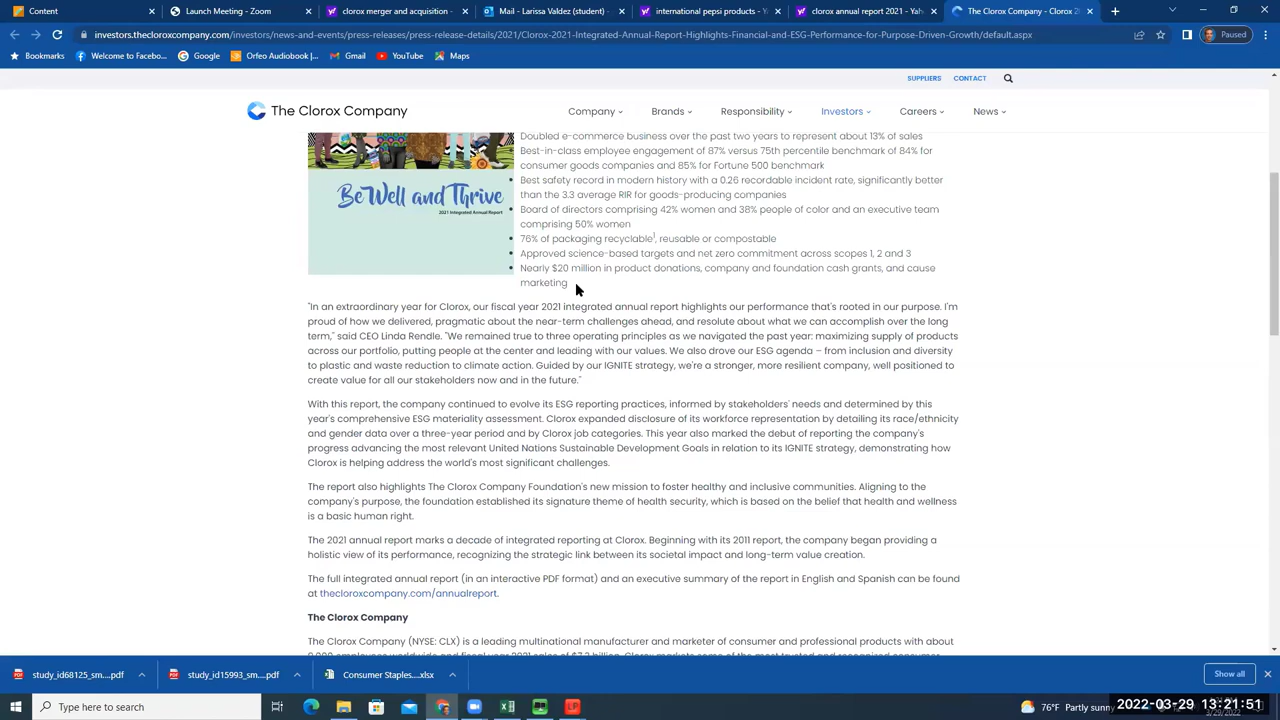 Content
Launch Meeting - Zoom
clorox merger and acquisition -
Mail - Larissa Valdez (student) -
international pepsi products - Y
clorox annual report 2021 - Yah
The Clorox Company - Clorox 2
investors.thecloroxcompany.com/investors/news-and-events/press-releases/press-release-details/2021/Clorox-2021-Integrated-Annual-Report-Highlights-Financial-and-ESG-Performance-for-Purpose-Driven-Growth/default.aspx
Paused
Bookmarks
Welcome to Facebo...
Google
Orfeo Audiobook |...
Gmail
YouTube
Maps
SUPPLIERS CONTACT
The Clorox Company
Company Brands Responsibility Investors Careers News
Doubled e-commerce business over the past two years to represent about 13% of sales
Best-in-class employee engagement of 87% versus 75th percentile benchmark of 84% for
consumer goods companies and 85% for Fortune 500 benchmark
Best safety record in modern history with a 0.26 recordable incident rate, significantly better
than the 3.3 average RIR for goods-producing companies
Board of directors comprising 42% women and 38% people of color and an executive team
comprising 50% women
76% of packaging recyclable1, reusable or compostable
Approved science-based targets and net zero commitment across scopes 1, 2 and 3
Nearly $20 million in product donations, company and foundation cash grants, and cause
marketing
Be Well and Thrive
2021 Integrated Annual Report
"In an extraordinary year for Clorox, our fiscal year 2021 integrated annual report highlights our performance that's rooted in our purpose. I'm
proud of how we delivered, pragmatic about the near-term challenges ahead, and resolute about what we can accomplish over the long
term," said CEO Linda Rendle. "We remained true to three operating principles as we navigated the past year: maximizing supply of products
across our portfolio, putting people at the center and leading with our values. We also drove our ESG agenda – from inclusion and diversity
to plastic and waste reduction to climate action. Guided by our IGNITE strategy, we're a stronger, more resilient company, well positioned to
create value for all our stakeholders now and in the future."
With this report, the company continued to evolve its ESG reporting practices, informed by stakeholders' needs and determined by this
year's comprehensive ESG materiality assessment. Clorox expanded disclosure of its workforce representation by detailing its race/ethnicity
and gender data over a three-year period and by Clorox job categories. This year also marked the debut of reporting the company's
progress advancing the most relevant United Nations Sustainable Development Goals in relation to its IGNITE strategy, demonstrating how
Clorox is helping address the world's most significant challenges.
The report also highlights The Clorox Company Foundation's new mission to foster healthy and inclusive communities. Aligning to the
company's purpose, the foundation established its signature theme of health security, which is based on the belief that health and wellness
is a basic human right.
The 2021 annual report marks a decade of integrated reporting at Clorox. Beginning with its 2011 report, the company began providing a
holistic view of its performance, recognizing the strategic link between its societal impact and long-term value creation.
The full integrated annual report (in an interactive PDF format) and an executive summary of the report in English and Spanish can be found
at thecloroxcompany.com/annualreport.
The Clorox Company
The Clorox Company (NYSE: CLX) is a leading multinational manufacturer and marketer of consumer and professional products with about
study_id68125_sm....pdf
study_id15993_sm....pdf
Consumer Staples....xlsx
Show all
Type here to search
76°F Partly sunny
2022-03-29 13:21:51